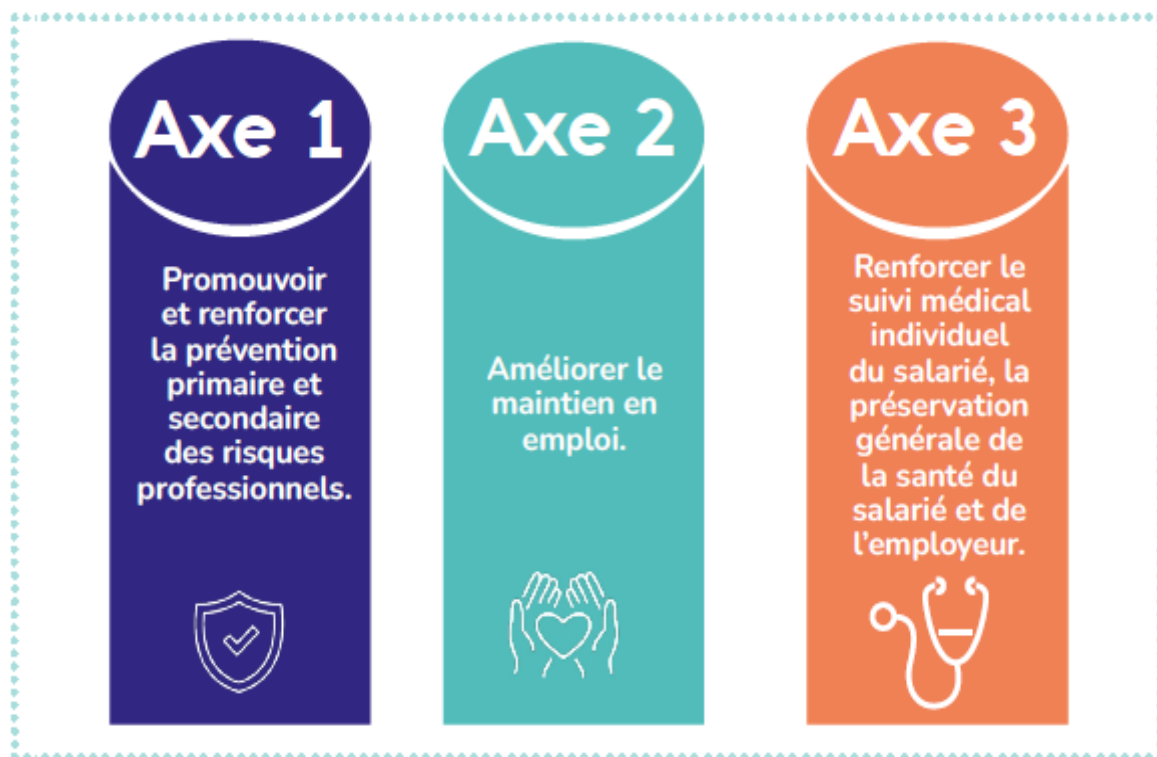 Axe 1
Promouvoir
et renforcer
la prévention
primaire et
secondaire
des risques
professionnels.
Axe 2
Améliorer le
maintien en
emploi.
Axe 3
Renforcer le
suivi médical
individuel
du salarié, la
préservation
générale de
la santé du
salarié et de
l’employeur.